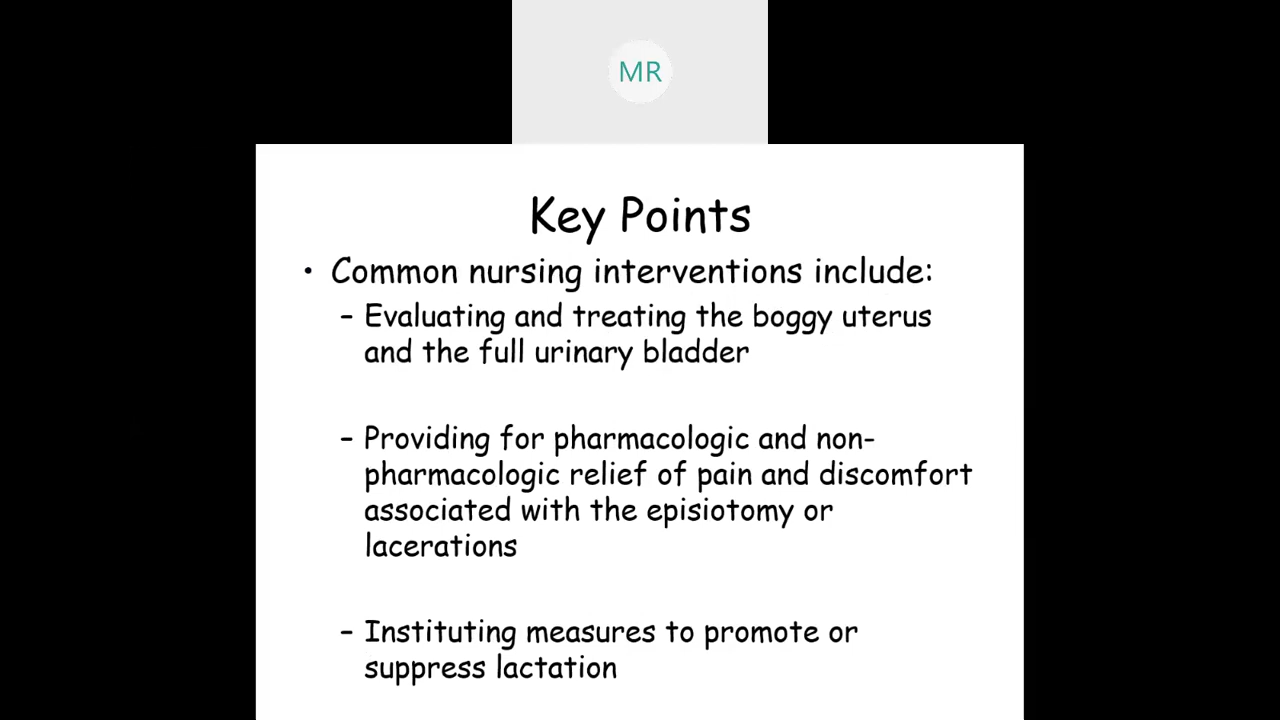 MR
Key Points
• Common nursing interventions include:
– Evaluating and treating the boggy uterus
and the full urinary bladder
– Providing for pharmacologic and non-
pharmacologic relief of pain and discomfort
associated with the episiotomy or
lacerations
– Instituting measures to promote or
suppress lactation